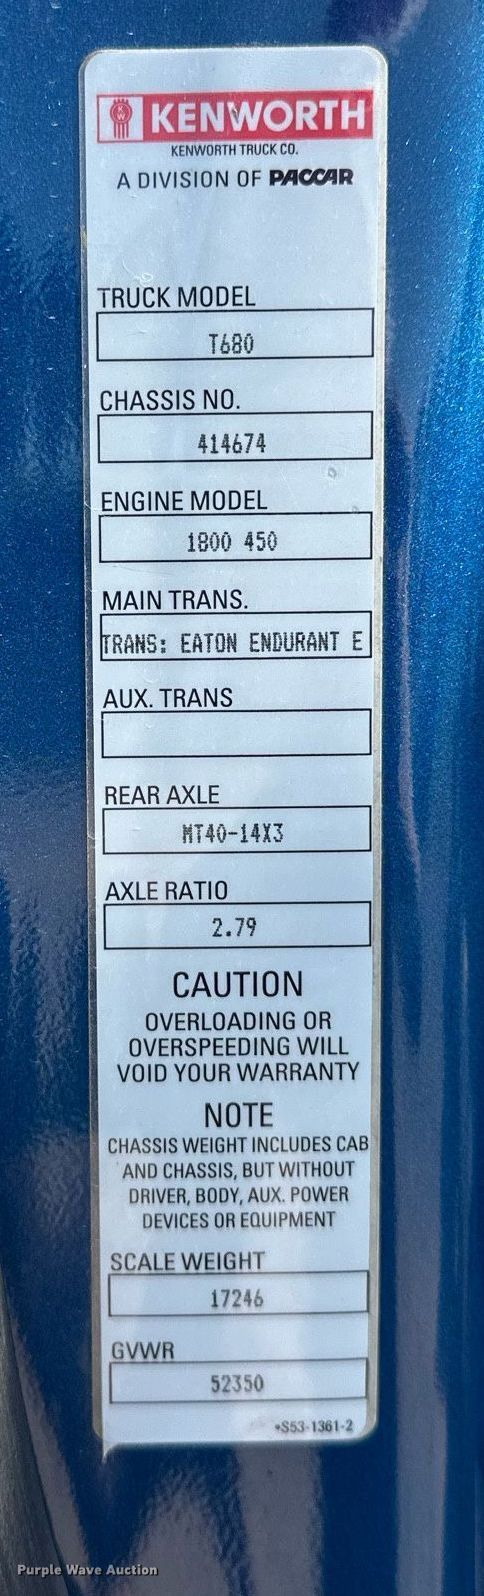 KW
KENWORTH
KENWORTH TRUCK CO.
A DIVISION OF PACCAR
TRUCK MODEL
T680
CHASSIS NO.
414674
ENGINE MODEL
1800 450
MAIN TRANS.
TRANS: EATON ENDURANT E
AUX. TRANS
REAR AXLE
MT40-14X3
AXLE RATIO
2.79
CAUTION
OVERLOADING OR
OVERSPEEDING WILL
VOID YOUR WARRANTY
NOTE
CHASSIS WEIGHT INCLUDES CAB
AND CHASSIS, BUT WITHOUT
DRIVER, BODY, AUX. POWER
DEVICES OR EQUIPMENT
SCALE WEIGHT
17246
GVWR
52350
•S53-1361-2
Purple Wave Auction